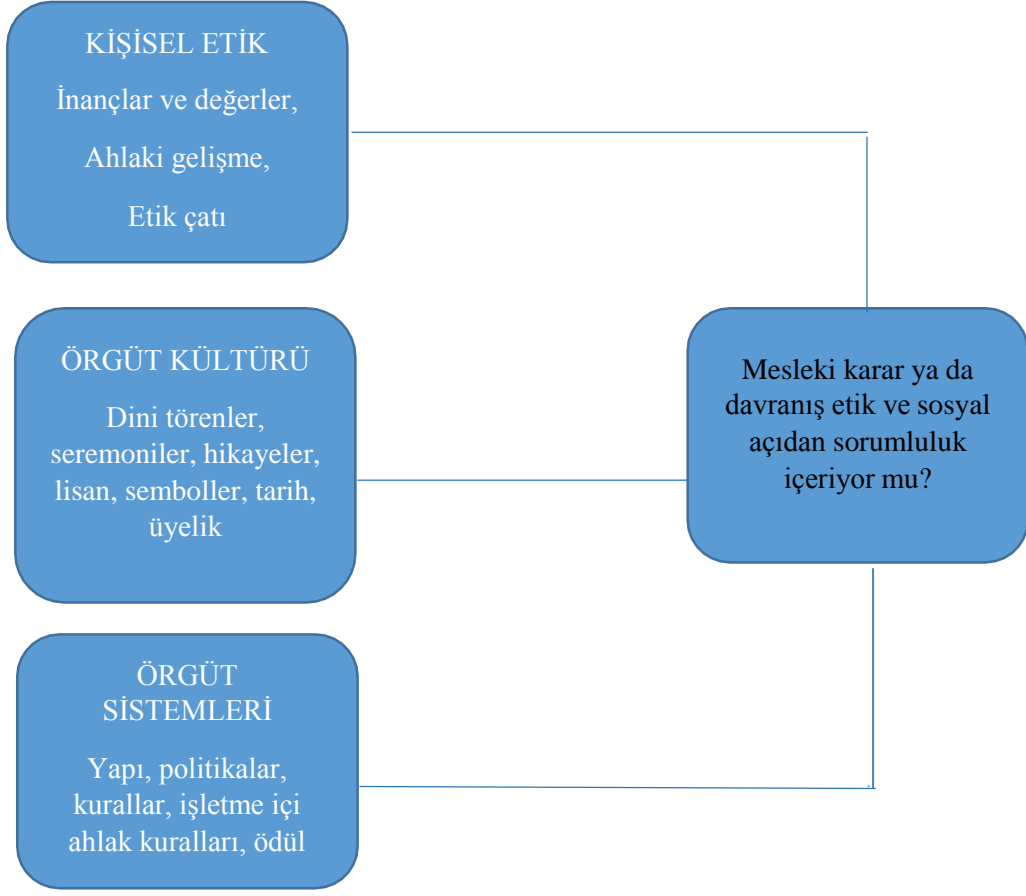 KİŞİSEL ETİK
İnançlar ve değerler,
Ahlaki gelişme,
Etik çatı
ÖRGÜT KÜLTÜRÜ
Dini törenler,
seremoniler, hikayeler,
lisan, semboller, tarih,
üyelik
Mesleki karar ya da
davranış etik ve sosyal
açıdan sorumluluk
içeriyor mu?
ÖRGÜT
SİSTEMLERİ
Yapı, politikalar,
kurallar, işletme içi
ahlak kuralları, ödül